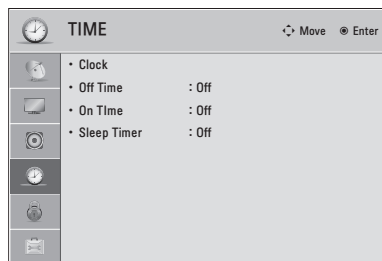 TIME Move Enter
• Clock
• Off Time : Off
• On TIme : Off
• Sleep Timer : Off